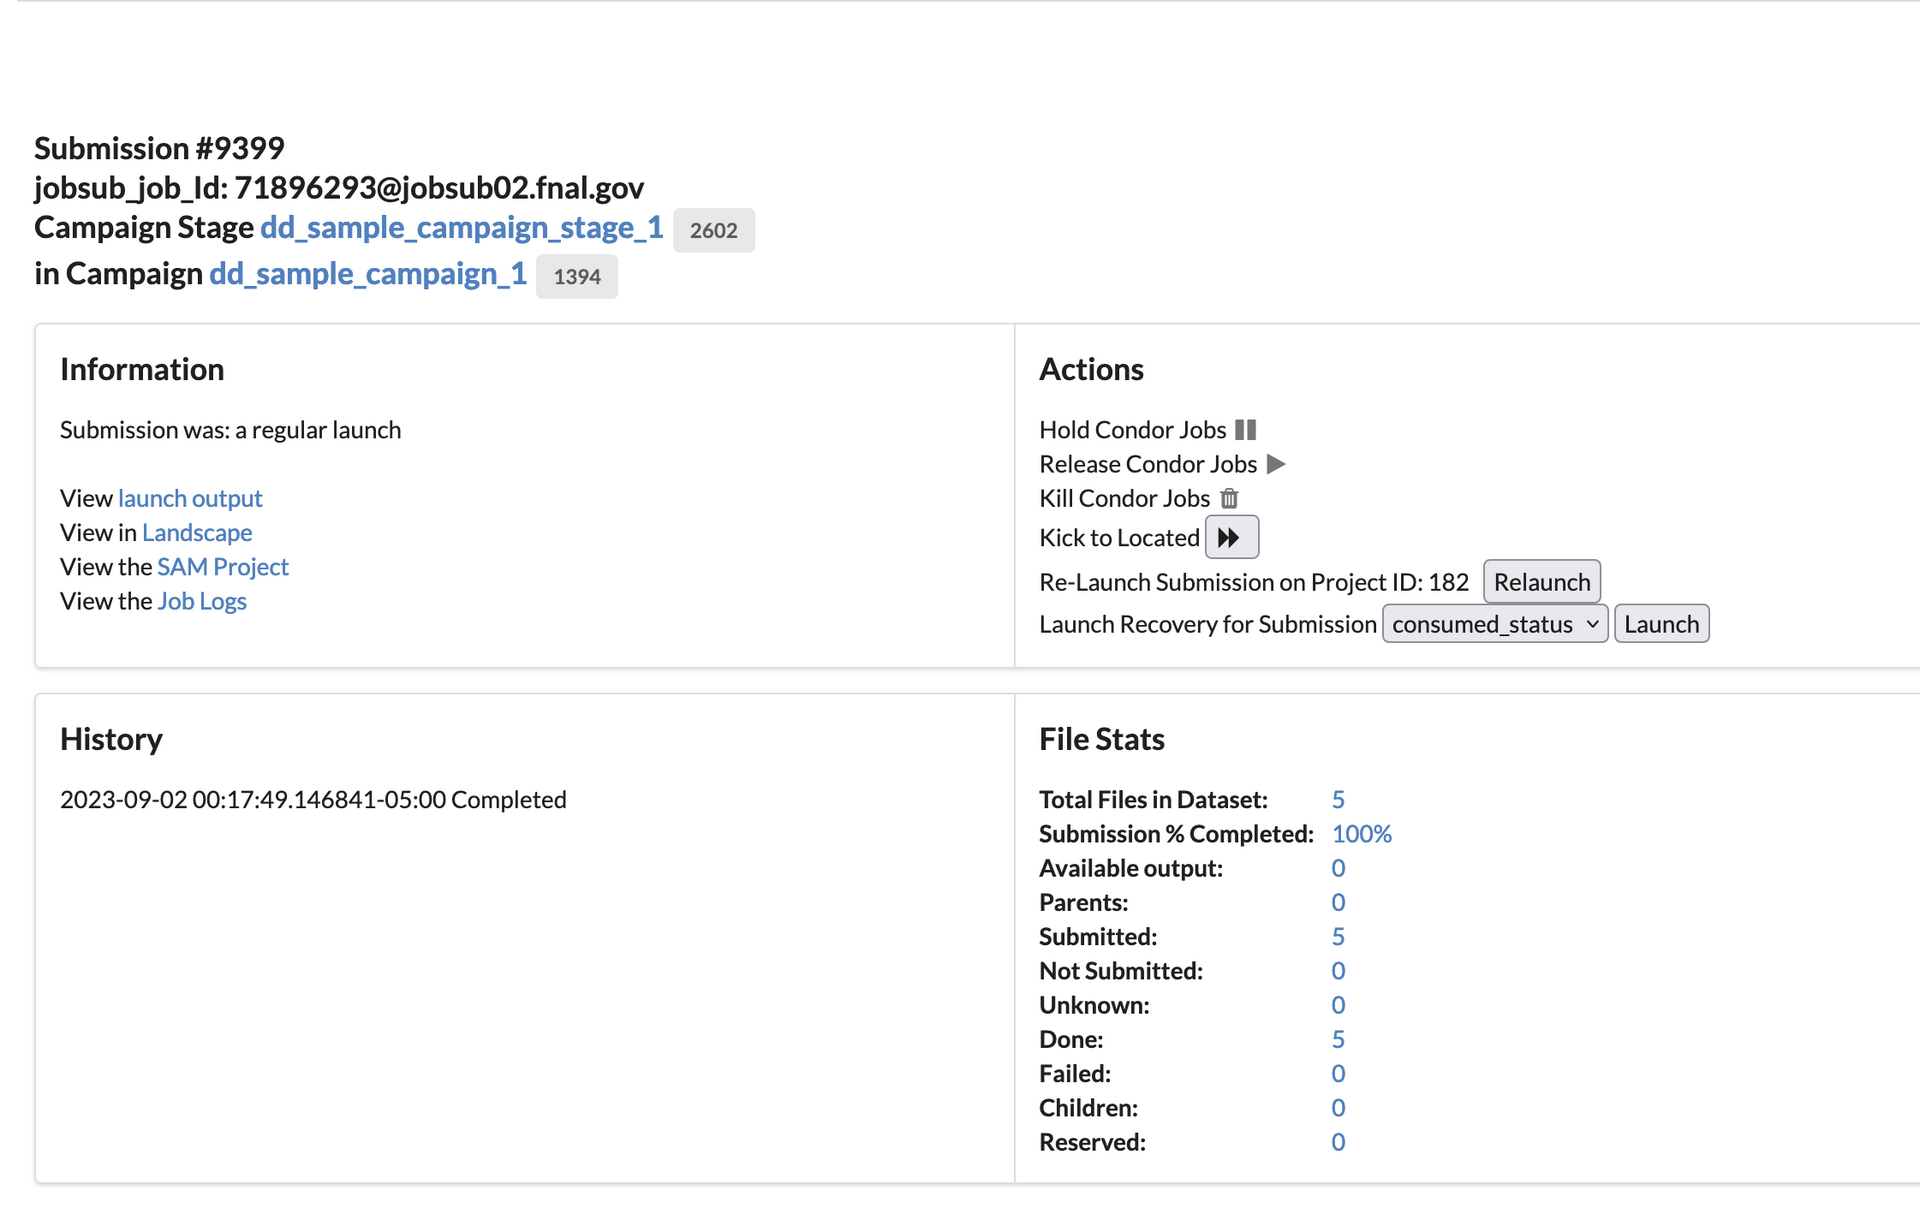 Submission #9399
jobsub_job_Id: 71896293@jobsub02.fnal.gov
Campaign Stage dd_sample_campaign_stage_1 2602
in Campaign dd_sample_campaign_1 1394
Information
Submission was: a regular launch
View launch output
View in Landscape
View the SAM Project
View the Job Logs
Actions
Hold Condor Jobs
Release Condor Jobs
Kill Condor Jobs
Kick to Located
Re-Launch Submission on Project ID: 182 Relaunch
Launch Recovery for Submission consumed_status Launch
History
2023-09-02 00:17:49.146841-05:00 Completed
File Stats
Total Files in Dataset: 5
Submission % Completed: 100%
Available output: 0
Parents: 0
Submitted: 5
Not Submitted: 0
Unknown: 0
Done: 5
Failed: 0
Children: 0
Reserved: 0